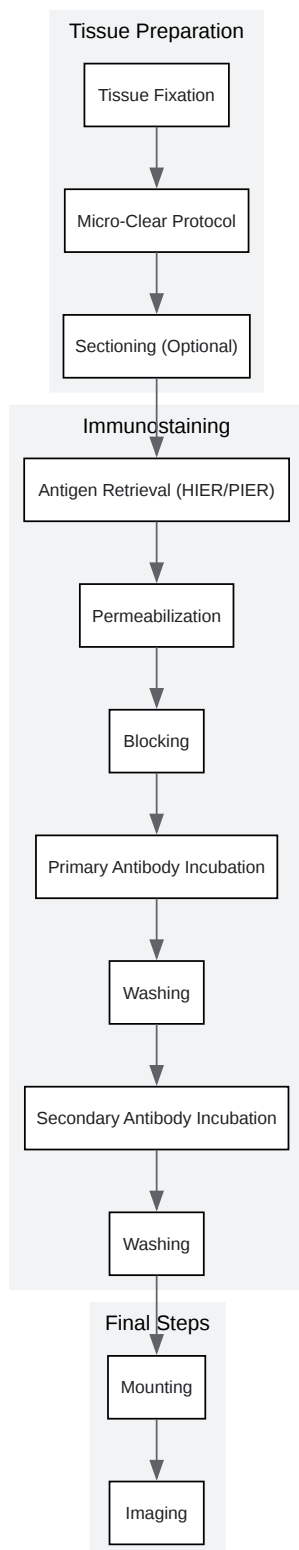 Tissue Preparation
Tissue Fixation
Micro-Clear Protocol
Sectioning (Optional)
Immunostaining
Antigen Retrieval (HIER/PIER)
Permeabilization
Blocking
Primary Antibody Incubation
Washing
Secondary Antibody Incubation
Washing
Final Steps
Mounting
Imaging